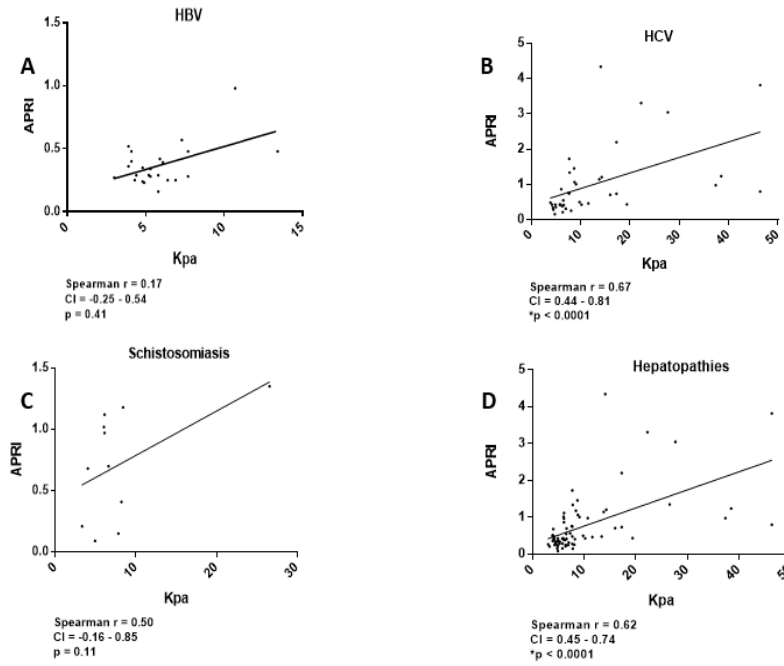 HBV
A
1.5
1.0
0.5
0.0
APRI
0
5
10
15
Kpa
Spearman r = 0.17
CI = -0.25 - 0.54
p = 0.41
HCV
B
5
4
3
2
1
0
APRI
0
10
20
30
40
50
Kpa
Spearman r = 0.67
CI = 0.44 - 0.81
*p < 0.0001
Schistosomiasis
C
1.5
1.0
0.5
0.0
APRI
0
10
20
30
Kpa
Spearman r = 0.50
CI = -0.16 - 0.85
p = 0.11
Hepatopathies
D
5
4
3
2
1
0
APRI
0
10
20
30
40
50
Kpa
Spearman r = 0.62
CI = 0.45 - 0.74
*p < 0.0001